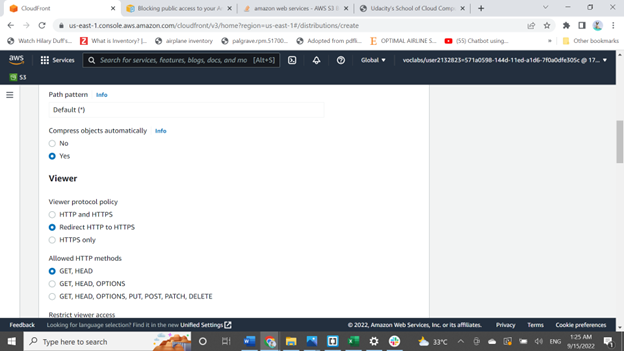 CloudFront
Blocking public access to your A
amazon web services - AWS S3 I
Udacity's School of Cloud Comp
us-east-1.console.aws.amazon.com/cloudfront/v3/home?region=us-east-1#/distributions/create
Watch Hilary Duff's...
What is Inventory? |...
airplane inventory
palgrave.rpm.51700...
Adopted from pdfli...
OPTIMAL AIRLINE S...
(55) Chatbot using...
Other bookmarks
aws
Services
Search for services, features, blogs, docs, and mo [Alt+S]
Global
voclabs/user2132823=571a0598-144d-11ed-a1d6-7f0a0dfe305c @ 17...
S3
Path pattern Info
Default (*)
Compress objects automatically Info
No
Yes
Viewer
Viewer protocol policy
HTTP and HTTPS
Redirect HTTP to HTTPS
HTTPS only
Allowed HTTP methods
GET, HEAD
GET, HEAD, OPTIONS
GET, HEAD, OPTIONS, PUT, POST, PATCH, DELETE
Restrict viewer access
Feedback
Looking for language selection? Find it in the new Unified Settings
© 2022, Amazon Web Services, Inc. or its affiliates.
Privacy
Terms
Cookie preferences
Type here to search
33°C
ENG
1:25 AM
9/15/2022